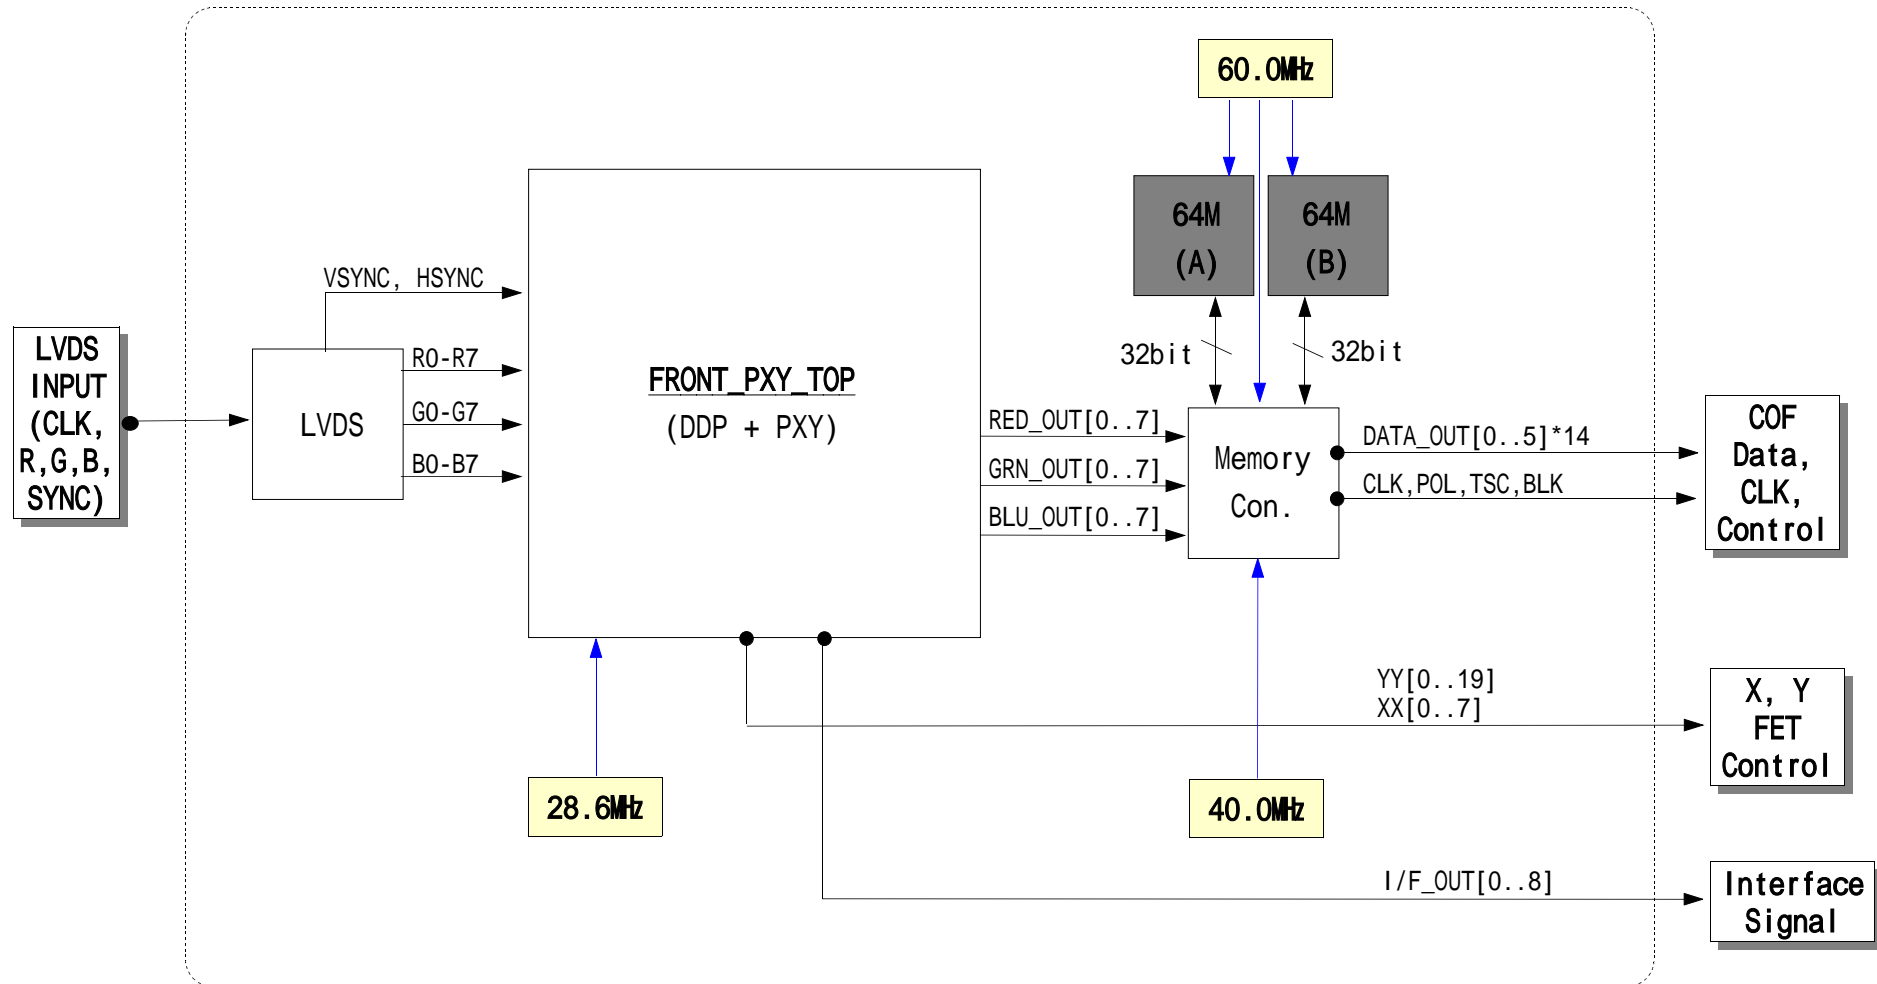 60.0MHz
64M
(A)
64M
(B)
32bit
32bit
VSYNC, HSYNC
LVDS
INPUT
(CLK,
R,G,B,
SYNC)
LVDS
R0-R7
G0-G7
B0-B7
FRONT_PXY_TOP
(DDP + PXY)
RED_OUT[0..7]
GRN_OUT[0..7]
BLU_OUT[0..7]
Memory
Con.
DATA_OUT[0..5]*14
CLK,POL,TSC,BLK
COF
Data,
CLK,
Control
YY[0..19]
XX[0..7]
X, Y
FET
Control
28.6MHz
40.0MHz
I/F_OUT[0..8]
Interface
Signal